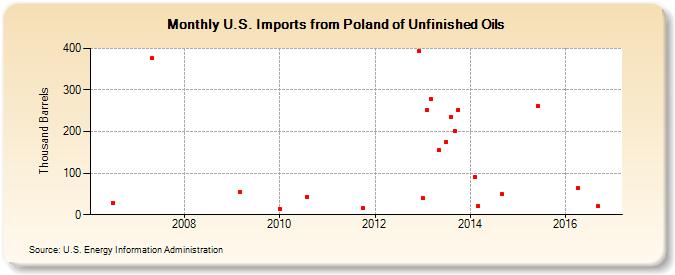 Monthly U.S. Imports from Poland of Unfinished Oils
Thousand Barrels
400
300
200
100
0
2008 2010 2012 2014 2016
Source: U.S. Energy Information Administration